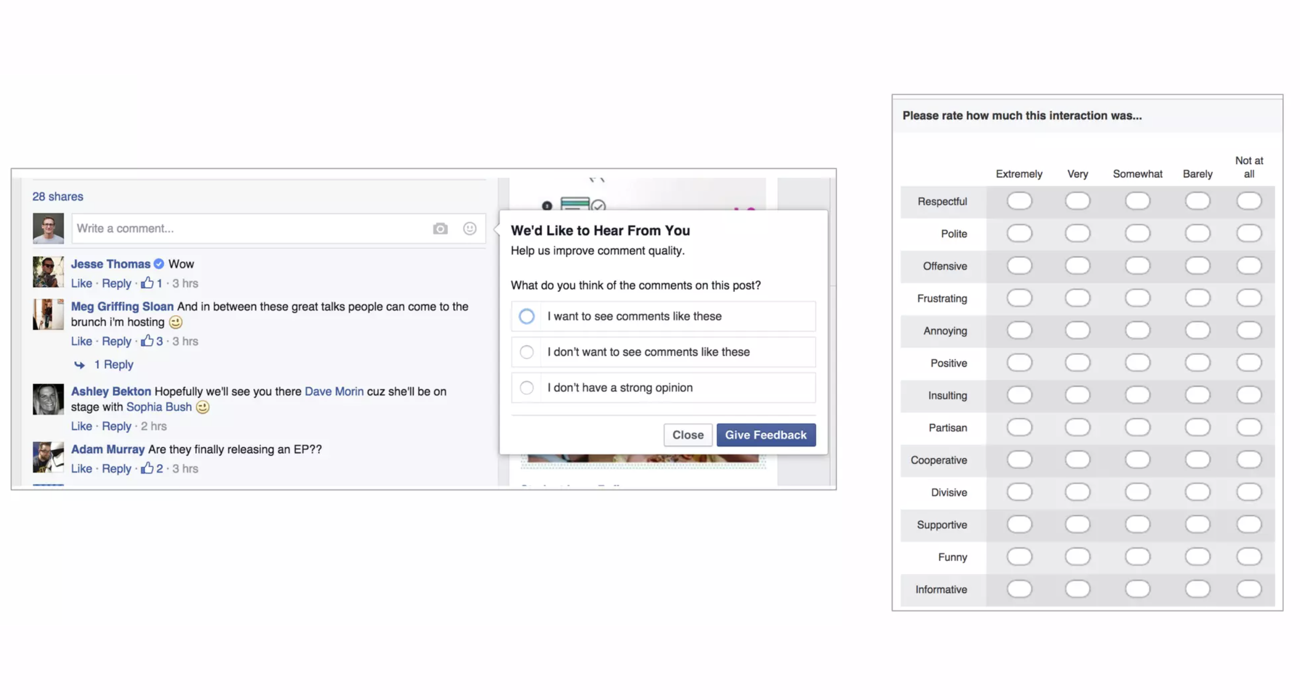 28 shares
Write a comment...
Jesse Thomas Wow
Like · Reply · 1 · 3 hrs
Meg Griffing Sloan And in between these great talks people can come to the
brunch i'm hosting
Like · Reply · 3 · 3 hrs
1 Reply
Ashley Bekton Hopefully we'll see you there Dave Morin cuz she'll be on
stage with Sophia Bush
Like · Reply · 2 hrs
Adam Murray Are they finally releasing an EP??
Like · Reply · 2 · 3 hrs
We'd Like to Hear From You
Help us improve comment quality.
What do you think of the comments on this post?
I want to see comments like these
I don't want to see comments like these
I don't have a strong opinion
Close Give Feedback
Please rate how much this interaction was...
Extremely Very Somewhat Barely Not at
all
Respectful
Polite
Offensive
Frustrating
Annoying
Positive
Insulting
Partisan
Cooperative
Divisive
Supportive
Funny
Informative